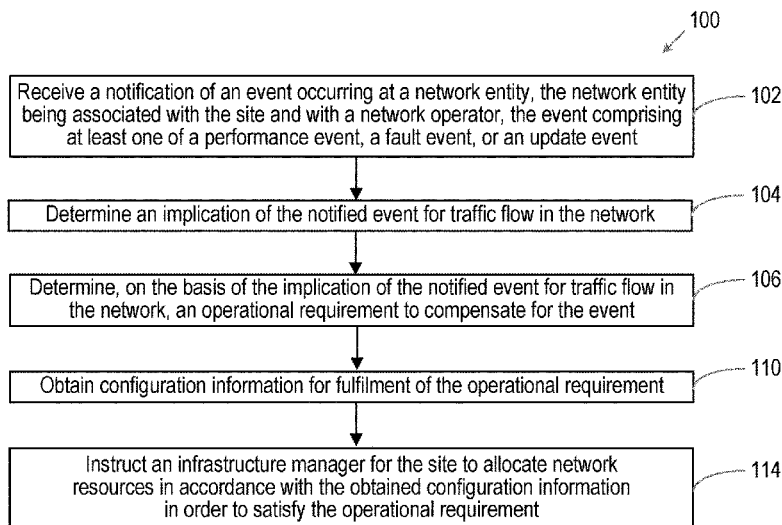 100
Receive a notification of an event occurring at a network entity, the network entity
being associated with the site and with a network operator, the event comprising
at least one of a performance event, a fault event, or an update event
102
Determine an implication of the notified event for traffic flow in the network
104
Determine, on the basis of the implication of the notified event for traffic flow in
the network, an operational requirement to compensate for the event
106
Obtain configuration information for fulfilment of the operational requirement
110
Instruct an infrastructure manager for the site to allocate network
resources in accordance with the obtained configuration information
in order to satisfy the operational requirement
114